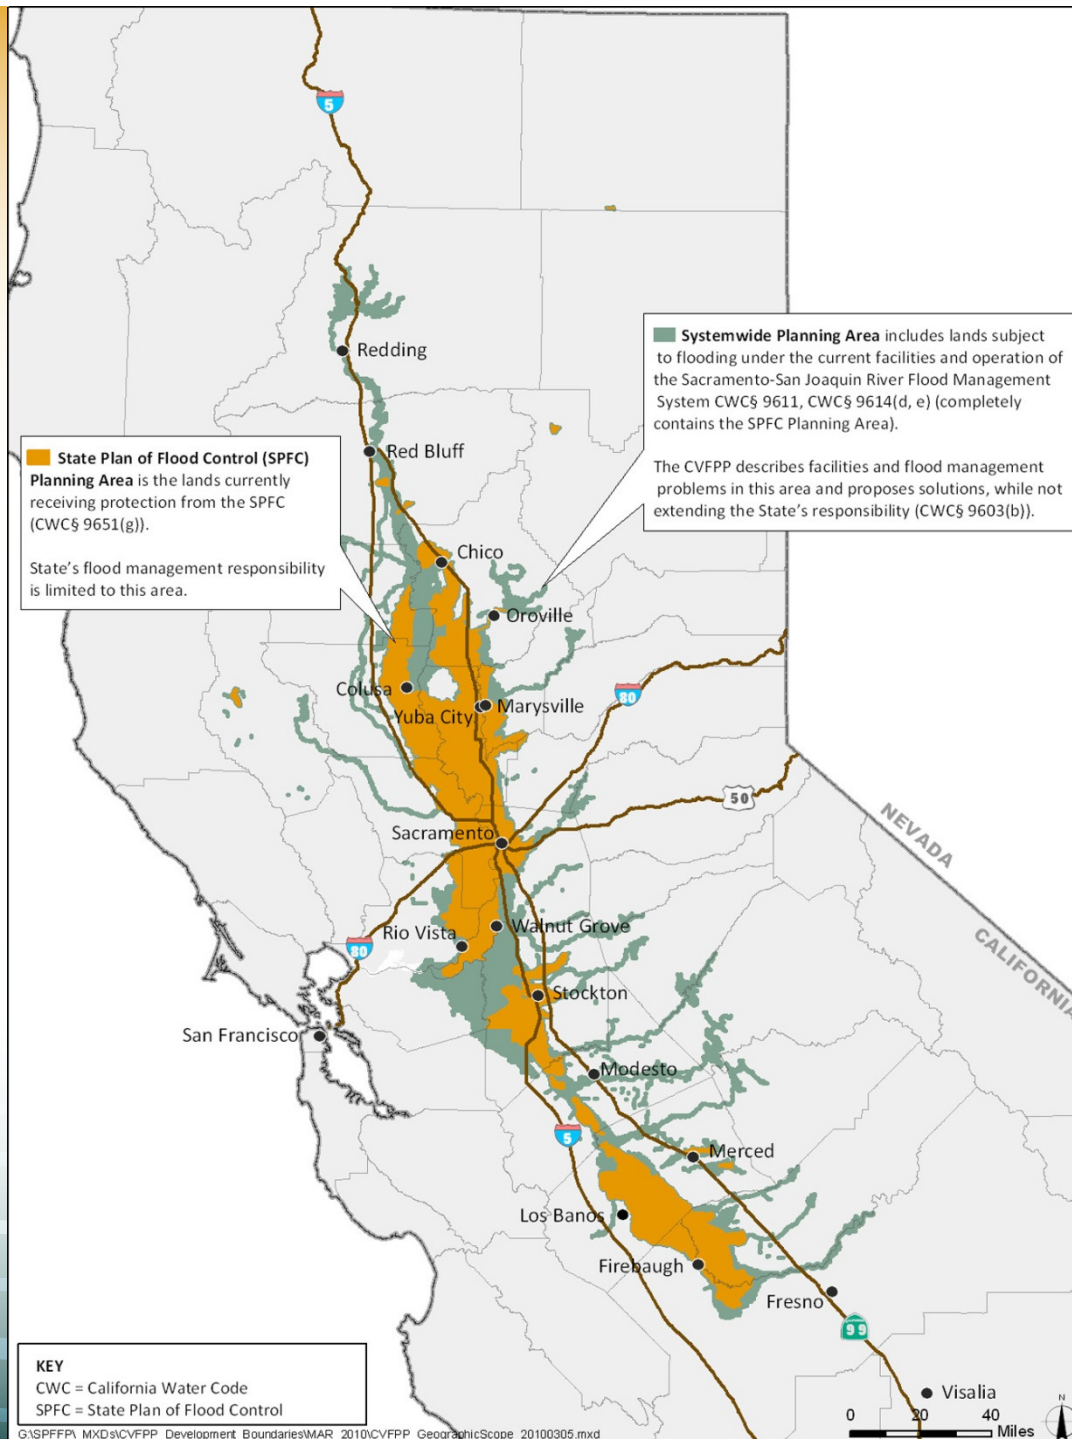 5
Redding
Systemwide Planning Area includes lands subject
to flooding under the current facilities and operation of
the Sacramento-San Joaquin River Flood Management
System CWC§ 9611, CWC§ 9614(d, e) (completely
contains the SPFC Planning Area).
The CVFPP describes facilities and flood management
problems in this area and proposes solutions, while not
extending the State's responsibility (CWC§ 9603(b)).
State Plan of Flood Control (SPFC)
Planning Area is the lands currently
receiving protection from the SPFC
(CWC§ 9651(g)).
State's flood management responsibility
is limited to this area.
Red Bluff
Chico
Oroville
Colusa
Yuba City
Marysville
80
50
NEVADA
CALIFORNIA
Sacramento
Rio Vista
Walnut Grove
80
Stockton
San Francisco
Modesto
5
Merced
Los Banos
Firebaugh
Fresno
99
Visalia
KEY
CWC = California Water Code
SPFC = State Plan of Flood Control
0 20 40
Miles
N
G:\SPFFP\_MXDs\CVFPP_Development_Boundaries\MAR_2010\CVFPP_GeographicScope_20100305.mxd